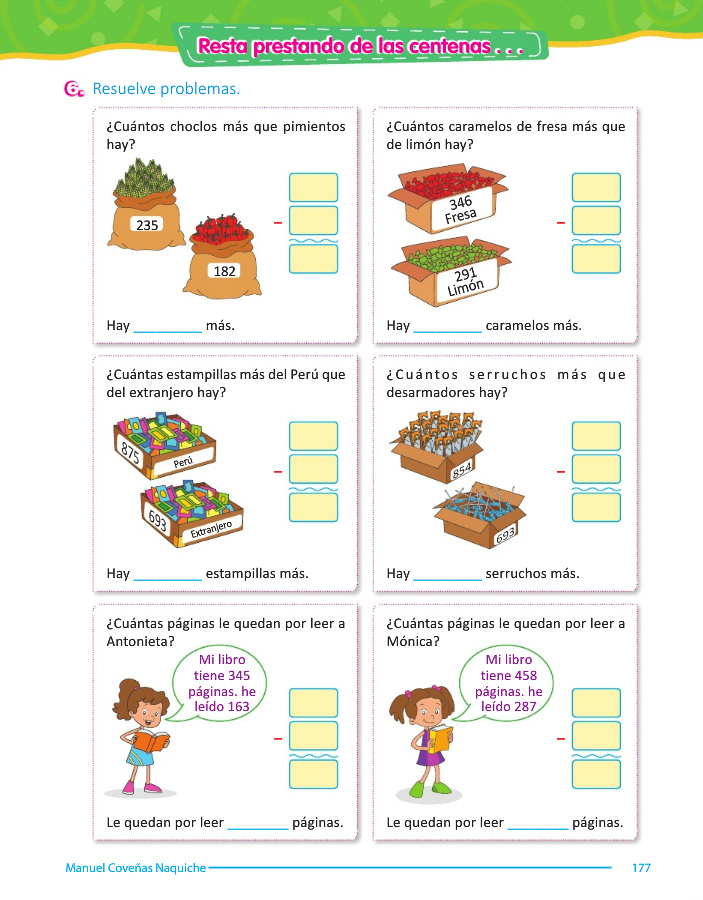 Resta prestando de las centenas . . .
6. Resuelve problemas.
¿Cuántos choclos más que pimientos
hay?
235
182
–
Hay __________ más.
¿Cuántos caramelos de fresa más que
de limón hay?
346
Fresa
291
Limón
–
Hay __________ caramelos más.
¿Cuántas estampillas más del Perú que
del extranjero hay?
875
Perú
693
Extranjero
–
Hay __________ estampillas más.
¿Cuántos serruchos más que
desarmadores hay?
854
693
–
Hay __________ serruchos más.
¿Cuántas páginas le quedan por leer a
Antonieta?
Mi libro
tiene 345
páginas. he
leído 163
–
Le quedan por leer _________ páginas.
¿Cuántas páginas le quedan por leer a
Mónica?
Mi libro
tiene 458
páginas. he
leído 287
–
Le quedan por leer _________ páginas.
Manuel Coveñas Naquiche
177